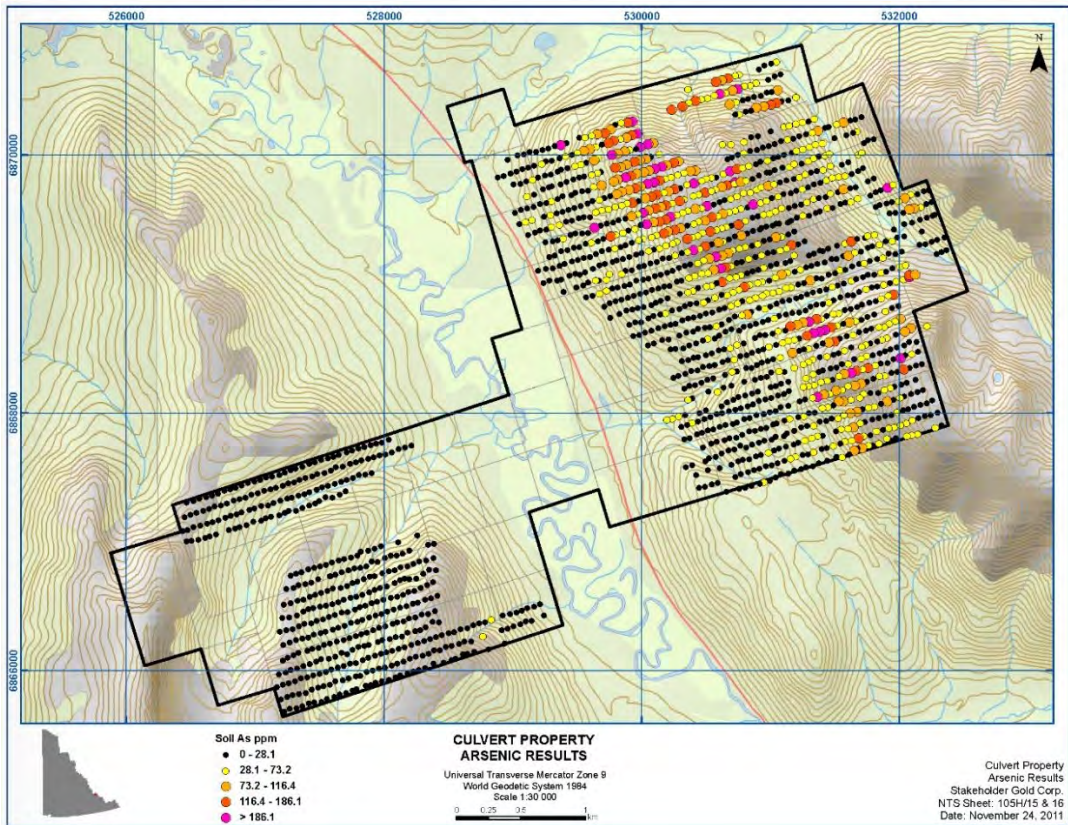 526000 528000 530000 532000
N
6870000 6870000
6868000 6868000
6866000 6866000
Soil As ppm
0 - 28.1
28.1 - 73.2
73.2 - 116.4
116.4 - 186.1
> 186.1
CULVERT PROPERTY
ARSENIC RESULTS
Universal Transverse Mercator Zone 9
World Geodetic System 1984
Scale 1:30 000
0 0.25 0.5 1
km
Culvert Property
Arsenic Results
Stakeholder Gold Corp.
NTS Sheet: 105H/15 & 16
Date: November 24, 2011